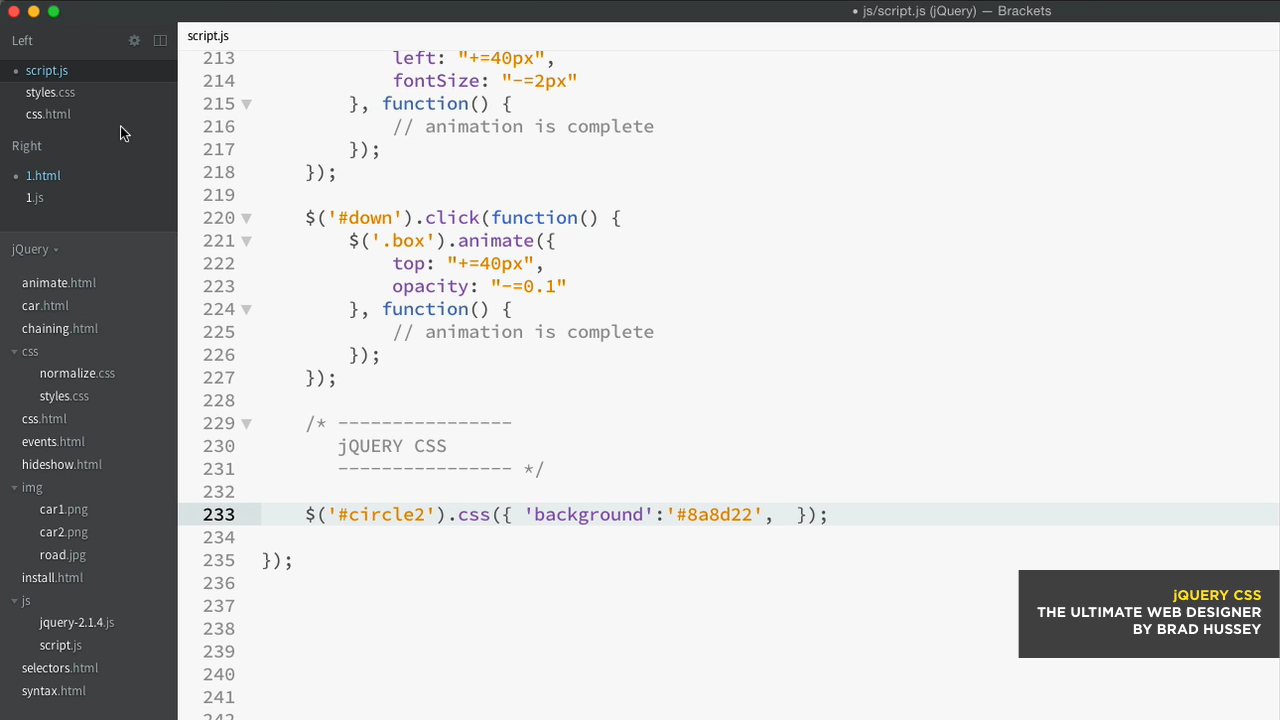 js/script.js (jQuery) — Brackets
Left
script.js
styles.css
css.html
Right
1.html
1.js
jQuery
animate.html
car.html
chaining.html
css
normalize.css
styles.css
css.html
events.html
hideshow.html
img
car1.png
car2.png
road.jpg
install.html
js
jquery-2.1.4.js
script.js
selectors.html
syntax.html
script.js
213 left: "+=40px",
214 fontSize: "-=2px"
215 }, function() {
216 // animation is complete
217 });
218 });
219
220 $('#down').click(function() {
221 $('.box').animate({
222 top: "+=40px",
223 opacity: "-=0.1"
224 }, function() {
225 // animation is complete
226 });
227 });
228
229 /* ----------------
230 jQUERY CSS
231 ---------------- */
232
233 $('#circle2').css({ 'background':'#8a8d22',  });
234
235 });
236
237
238
239
240
241
242
jQUERY CSS
THE ULTIMATE WEB DESIGNER
BY BRAD HUSSEY